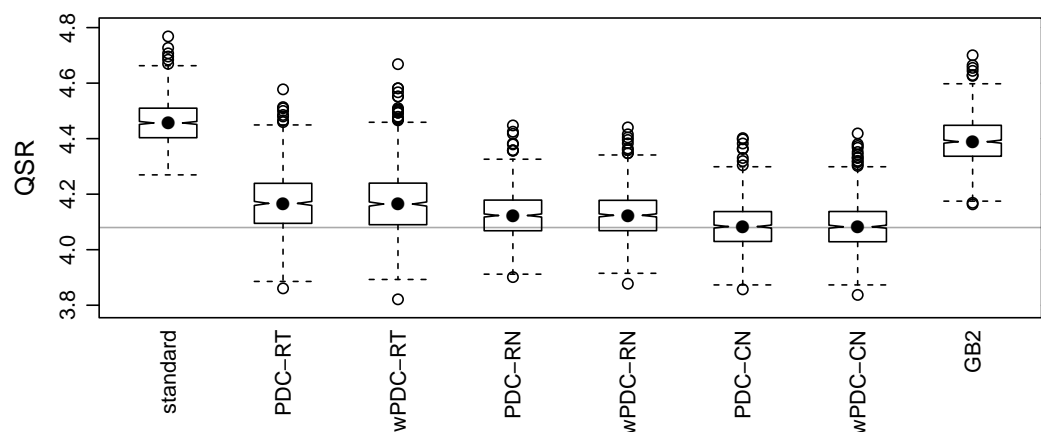 QSR
4.8
4.6
4.4
4.2
4.0
3.8
standard
PDC−RT
wPDC−RT
PDC−RN
wPDC−RN
PDC−CN
wPDC−CN
GB2